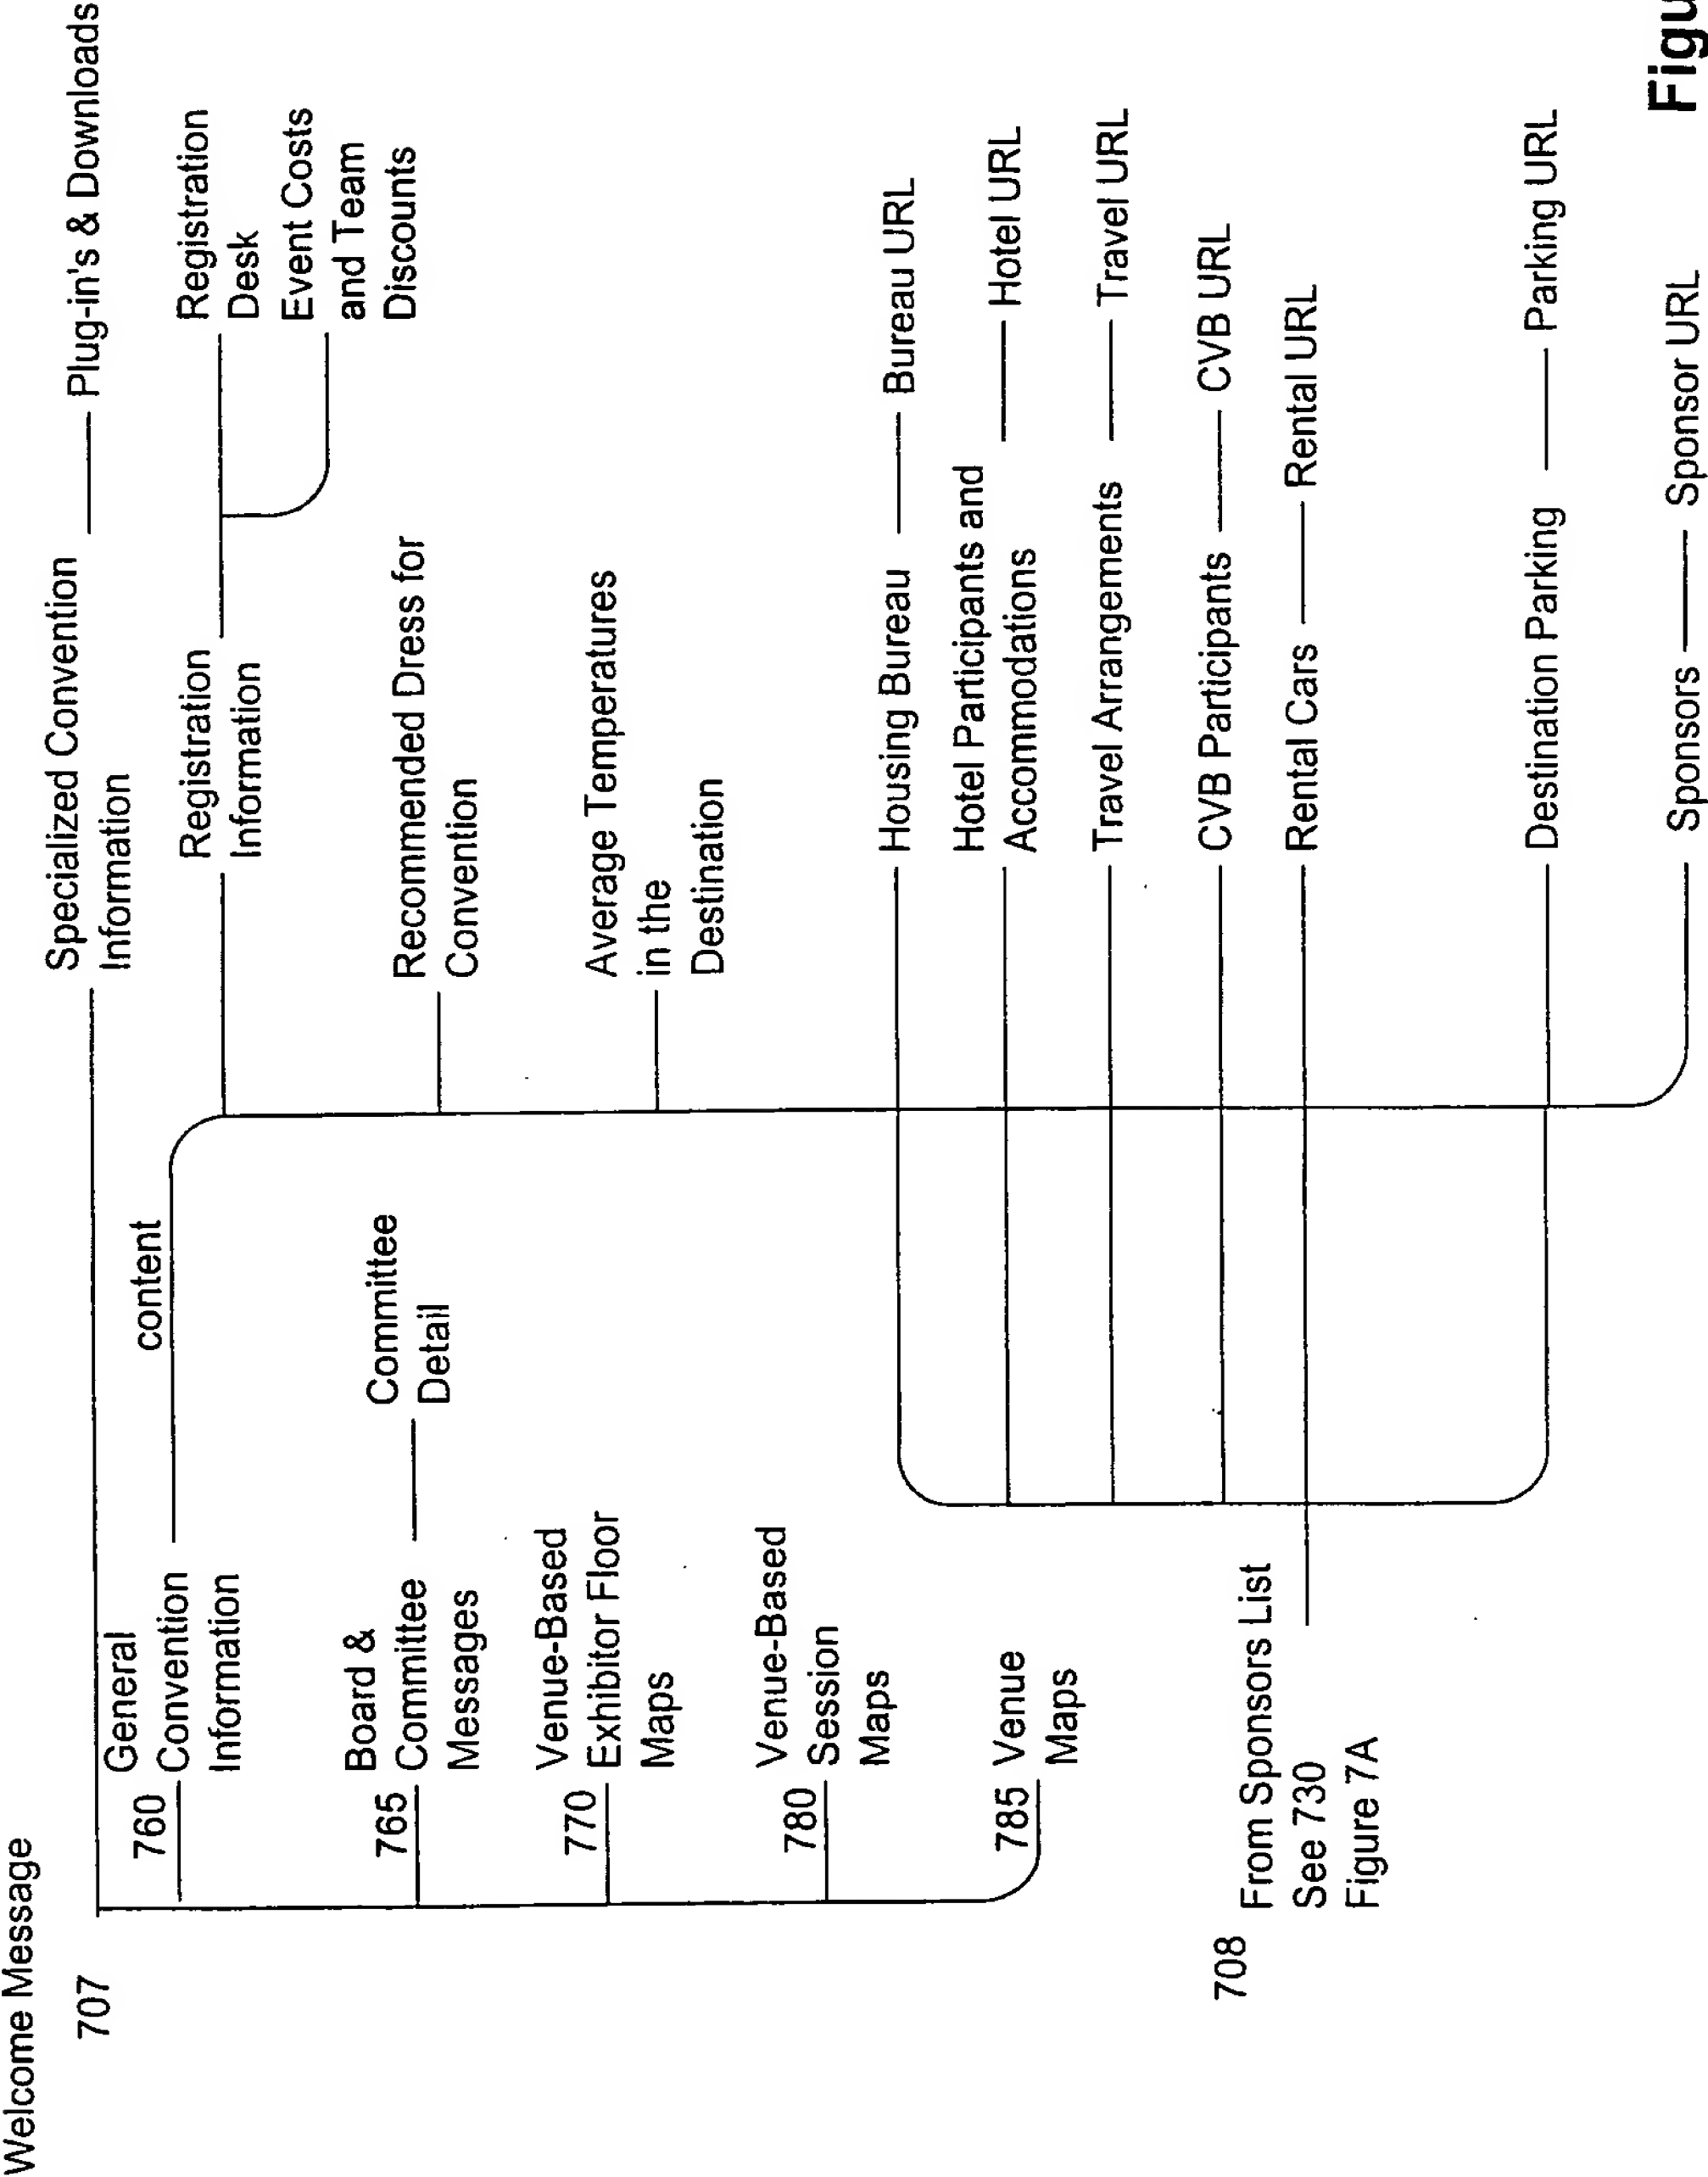 Welcome Message
707
Specialized Convention
Information
Plug-in's & Downloads
760
General
Convention
Information
content
Registration
Information
Registration
Desk
Event Costs
and Team
Discounts
765
Board &
Committee
Messages
Committee
Detail
Recommended Dress for
Convention
770
Venue-Based
Exhibitor Floor
Maps
Average Temperatures
in the
Destination
780
Venue-Based
Session
Maps
785
Venue
Maps
Housing Bureau
Bureau URL
Hotel Participants and
Accommodations
Hotel URL
Travel Arrangements
Travel URL
708
From Sponsors List
See 730
Figure 7A
CVB Participants
CVB URL
Rental Cars
Rental URL
Destination Parking
Parking URL
Sponsors
Sponsor URL